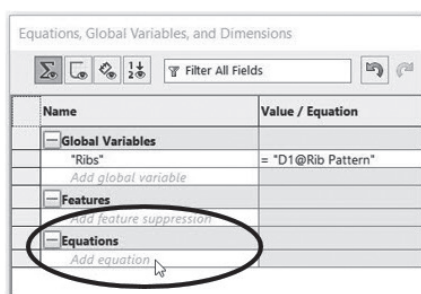 Equations, Global Variables, and Dimensions
Filter All Fields
Name Value / Equation
Global Variables
"Ribs" = "D1@Rib Pattern"
Add global variable
Features
Add feature suppression
Equations
Add equation